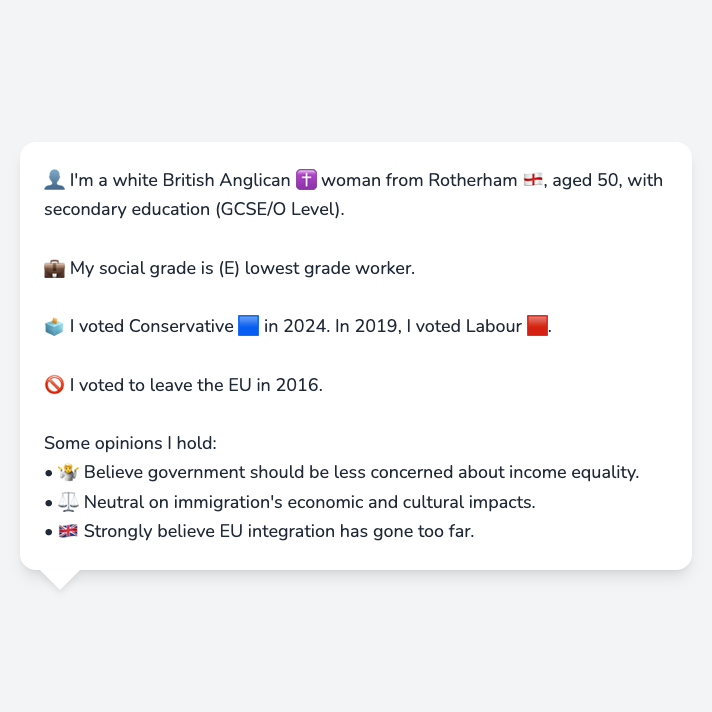 👤 I'm a white British Anglican ✝️ woman from Rotherham 🏴󠁧󠁢󠁥󠁮󠁧󠁿, aged 50, with
secondary education (GCSE/O Level).
💼 My social grade is (E) lowest grade worker.
🗳️ I voted Conservative 🟦 in 2024. In 2019, I voted Labour 🟥.
🚫 I voted to leave the EU in 2016.
Some opinions I hold:
• 🤷 Believe government should be less concerned about income equality.
• ⚖️ Neutral on immigration's economic and cultural impacts.
• 🇬🇧 Strongly believe EU integration has gone too far.